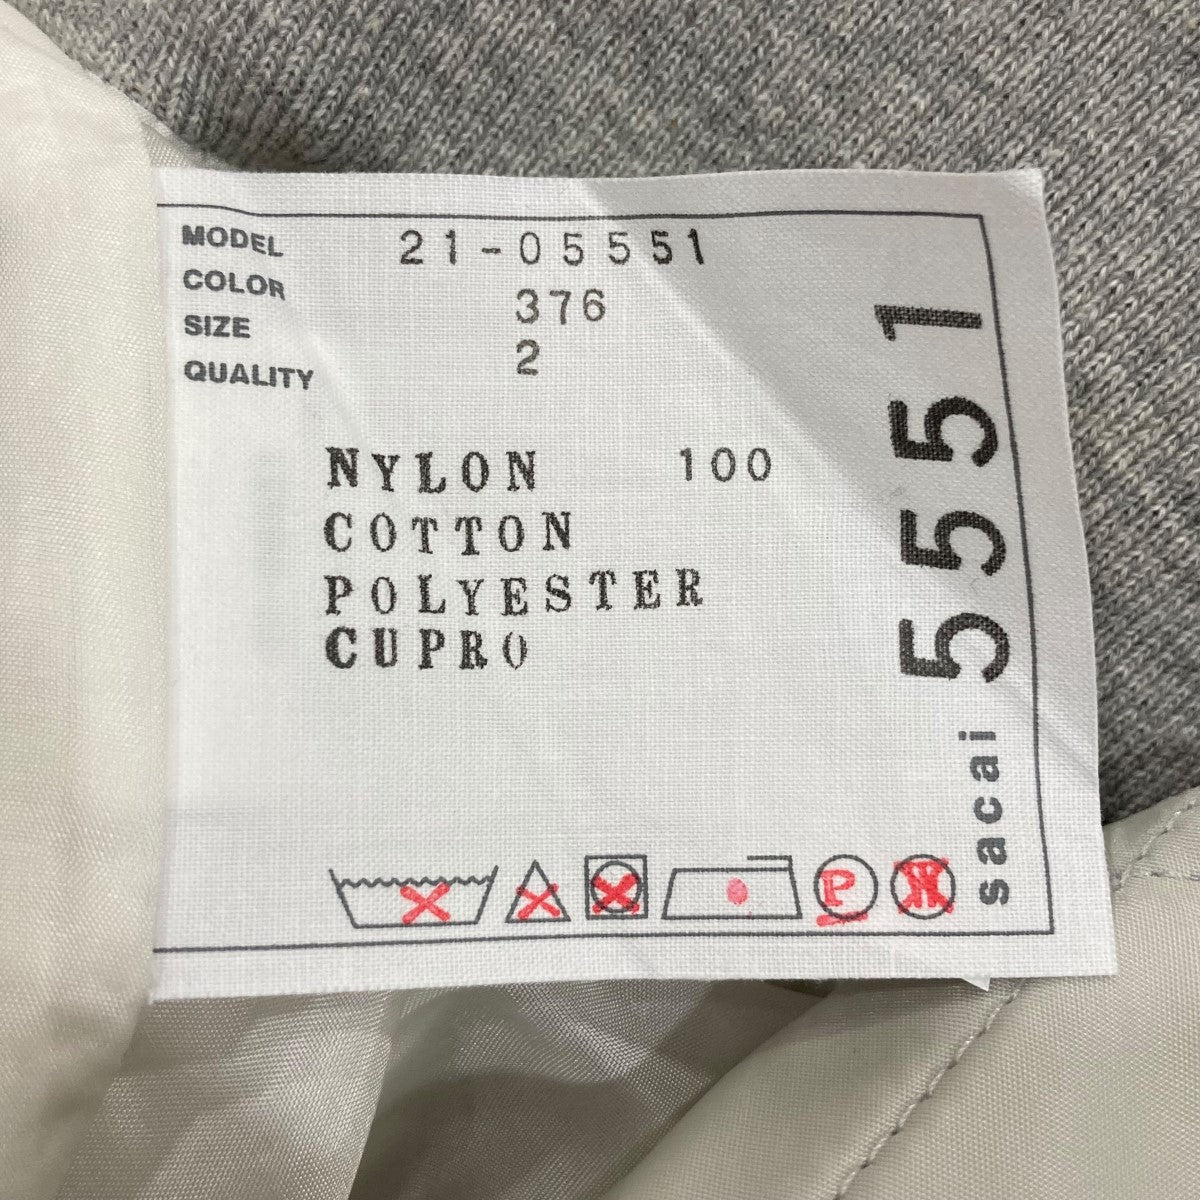 MODEL 21-05551
COLOR 376
SIZE 2
QUALITY
NYLON 100
COTTON
POLYESTER
CUPRO
P
W
sacai 5551